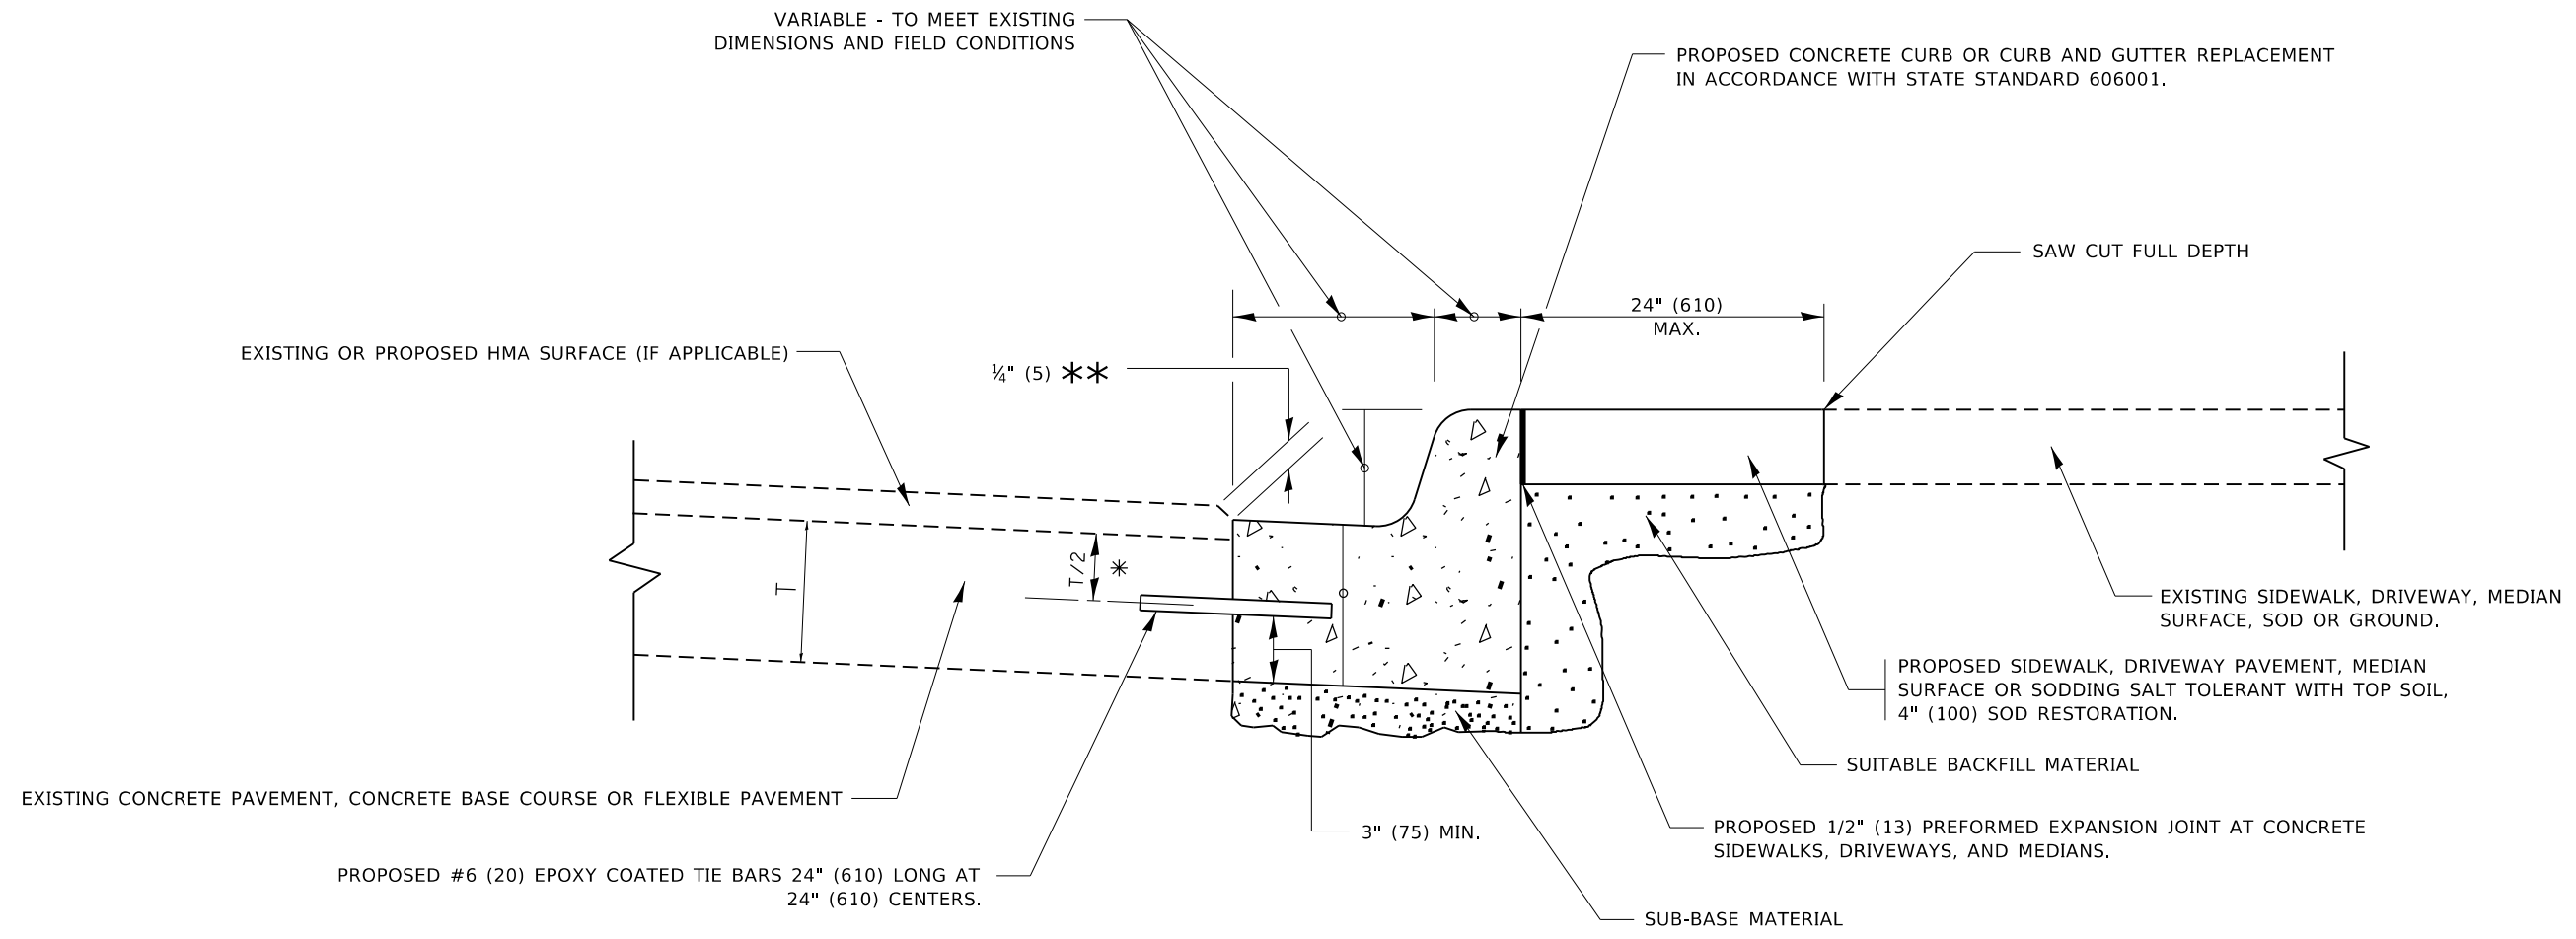 VARIABLE - TO MEET EXISTING
DIMENSIONS AND FIELD CONDITIONS
PROPOSED CONCRETE CURB OR CURB AND GUTTER REPLACEMENT
IN ACCORDANCE WITH STATE STANDARD 606001.
SAW CUT FULL DEPTH
24" (610)
MAX.
EXISTING OR PROPOSED HMA SURFACE (IF APPLICABLE)
¼" (5) **
T
T/2
*
EXISTING SIDEWALK, DRIVEWAY, MEDIAN
SURFACE, SOD OR GROUND.
PROPOSED SIDEWALK, DRIVEWAY PAVEMENT, MEDIAN
SURFACE OR SODDING SALT TOLERANT WITH TOP SOIL,
4" (100) SOD RESTORATION.
SUITABLE BACKFILL MATERIAL
EXISTING CONCRETE PAVEMENT, CONCRETE BASE COURSE OR FLEXIBLE PAVEMENT
3" (75) MIN.
PROPOSED 1/2" (13) PREFORMED EXPANSION JOINT AT CONCRETE
SIDEWALKS, DRIVEWAYS, AND MEDIANS.
PROPOSED #6 (20) EPOXY COATED TIE BARS 24" (610) LONG AT
24" (610) CENTERS.
SUB-BASE MATERIAL